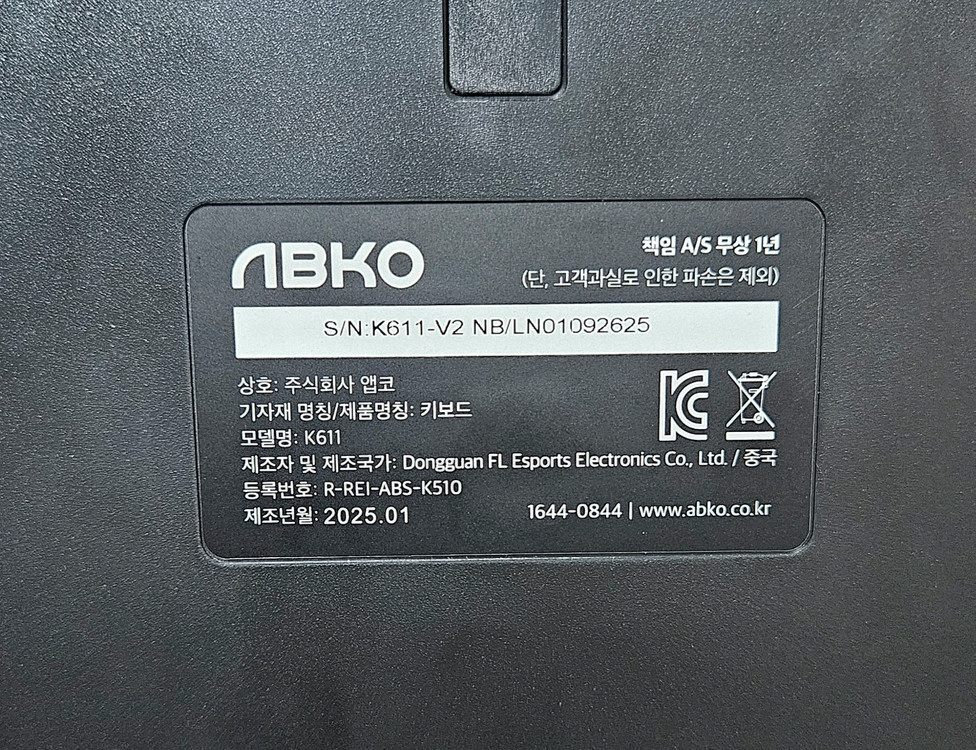 ABKO
책임 A/S 무상 1년
(단, 고객과실로 인한 파손은 제외)
S/N:K611-V2 NB/LN01092625
상호: 주식회사 앱코
기자재 명칭/제품명칭: 키보드
모델명: K611
제조자 및 제조국가: Dongguan FL Esports Electronics Co., Ltd. / 중국
등록번호: R-REI-ABS-K510
제조년월: 2025.01
1644-0844 | www.abko.co.kr